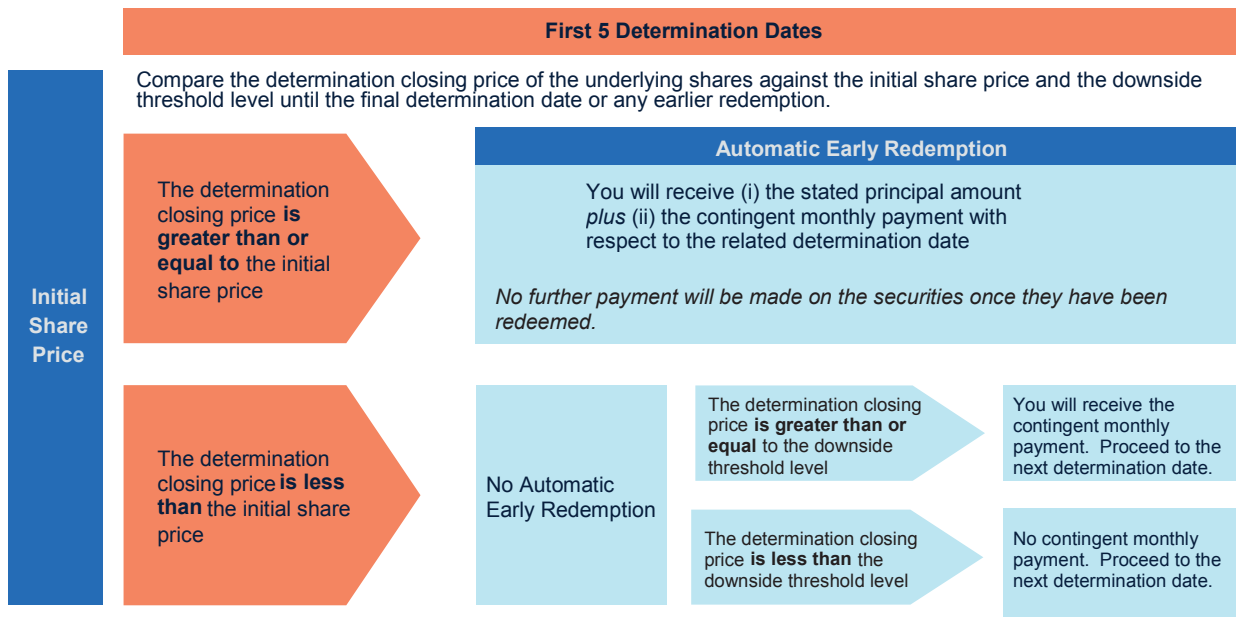 First 5 Determination Dates
Compare the determination closing price of the underlying shares against the initial share price and the downside
threshold level until the final determination date or any earlier redemption.
Initial
Share
Price
The determination
closing price is
greater than or
equal to the initial
share price
Automatic Early Redemption
You will receive (i) the stated principal amount
plus (ii) the contingent monthly payment with
respect to the related determination date
No further payment will be made on the securities once they have been
redeemed.
The determination
closing price is less
than the initial share
price
No Automatic
Early Redemption
The determination closing
price is greater than or
equal to the downside
threshold level
You will receive the
contingent monthly
payment. Proceed to the
next determination date.
The determination closing
price is less than the
downside threshold level
No contingent monthly
payment. Proceed to the
next determination date.